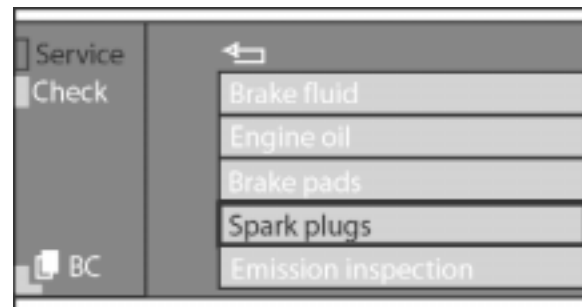 Service
Check
BC
Brake fluid
Engine oil
Brake pads
Spark plugs
Emission inspection